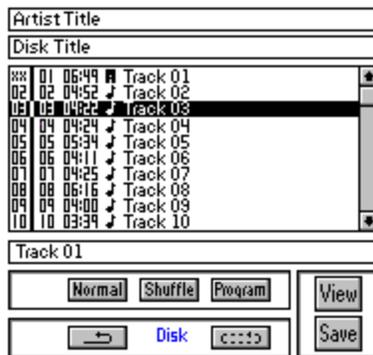 Artist Title
Disk Title
xx 01 06:49 Track 01
02 02 04:52 Track 02
03 03 04:22 Track 03
04 04 04:24 Track 04
05 05 05:34 Track 05
06 06 04:11 Track 06
07 07 04:25 Track 07
08 08 06:16 Track 08
09 09 04:00 Track 09
10 10 03:39 Track 10
Track 01
Normal Shuffle Program View
Disk Save